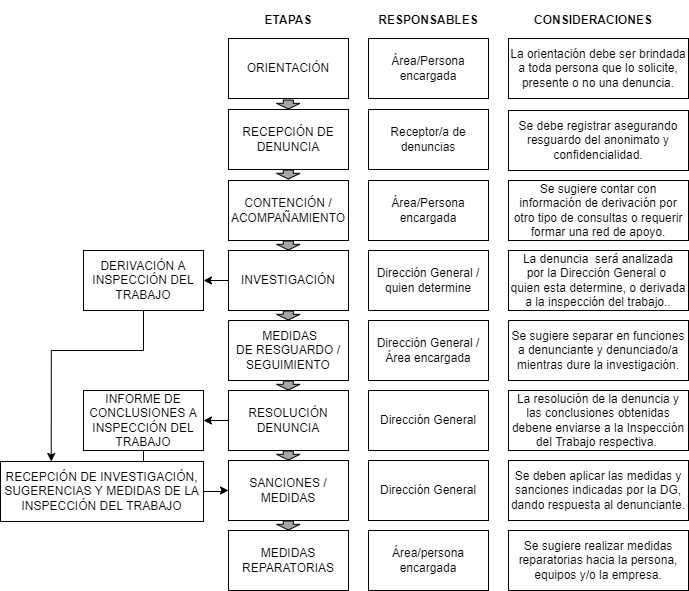 ETAPAS RESPONSABLES CONSIDERACIONES
ORIENTACIÓN
Área/Persona
encargada
La orientación debe ser brindada
a toda persona que lo solicite,
presente o no una denuncia.
RECEPCIÓN DE
DENUNCIA
Receptor/a de
denuncias
Se debe registrar asegurando
resguardo del anonimato y
confidencialidad.
CONTENCIÓN /
ACOMPAÑAMIENTO
Área/Persona
encargada
Se sugiere contar con
información de derivación por
otro tipo de consultas o requerir
formar una red de apoyo.
DERIVACIÓN A
INSPECCIÓN DEL
TRABAJO
INVESTIGACIÓN
Dirección General /
quien determine
La denuncia será analizada
por la Dirección General o
quien esta determine, o derivada
a la inspección del trabajo..
MEDIDAS
DE RESGUARDO /
SEGUIMIENTO
Dirección General /
Área encargada
Se sugiere separar en funciones
a denunciante y denunciado/a
mientras dure la investigación.
INFORME DE
CONCLUSIONES A
INSPECCIÓN DEL
TRABAJO
RESOLUCIÓN
DENUNCIA
Dirección General
La resolución de la denuncia y
las conclusiones obtenidas
debene enviarse a la Inspección
del Trabajo respectiva.
RECEPCIÓN DE INVESTIGACIÓN,
SUGERENCIAS Y MEDIDAS DE LA
INSPECCIÓN DEL TRABAJO
SANCIONES /
MEDIDAS
Dirección General
Se deben aplicar las medidas y
sanciones indicadas por la DG,
dando respuesta al denunciante.
MEDIDAS
REPARATORIAS
Área/persona
encargada
Se sugiere realizar medidas
reparatorias hacia la persona,
equipos y/o la empresa.